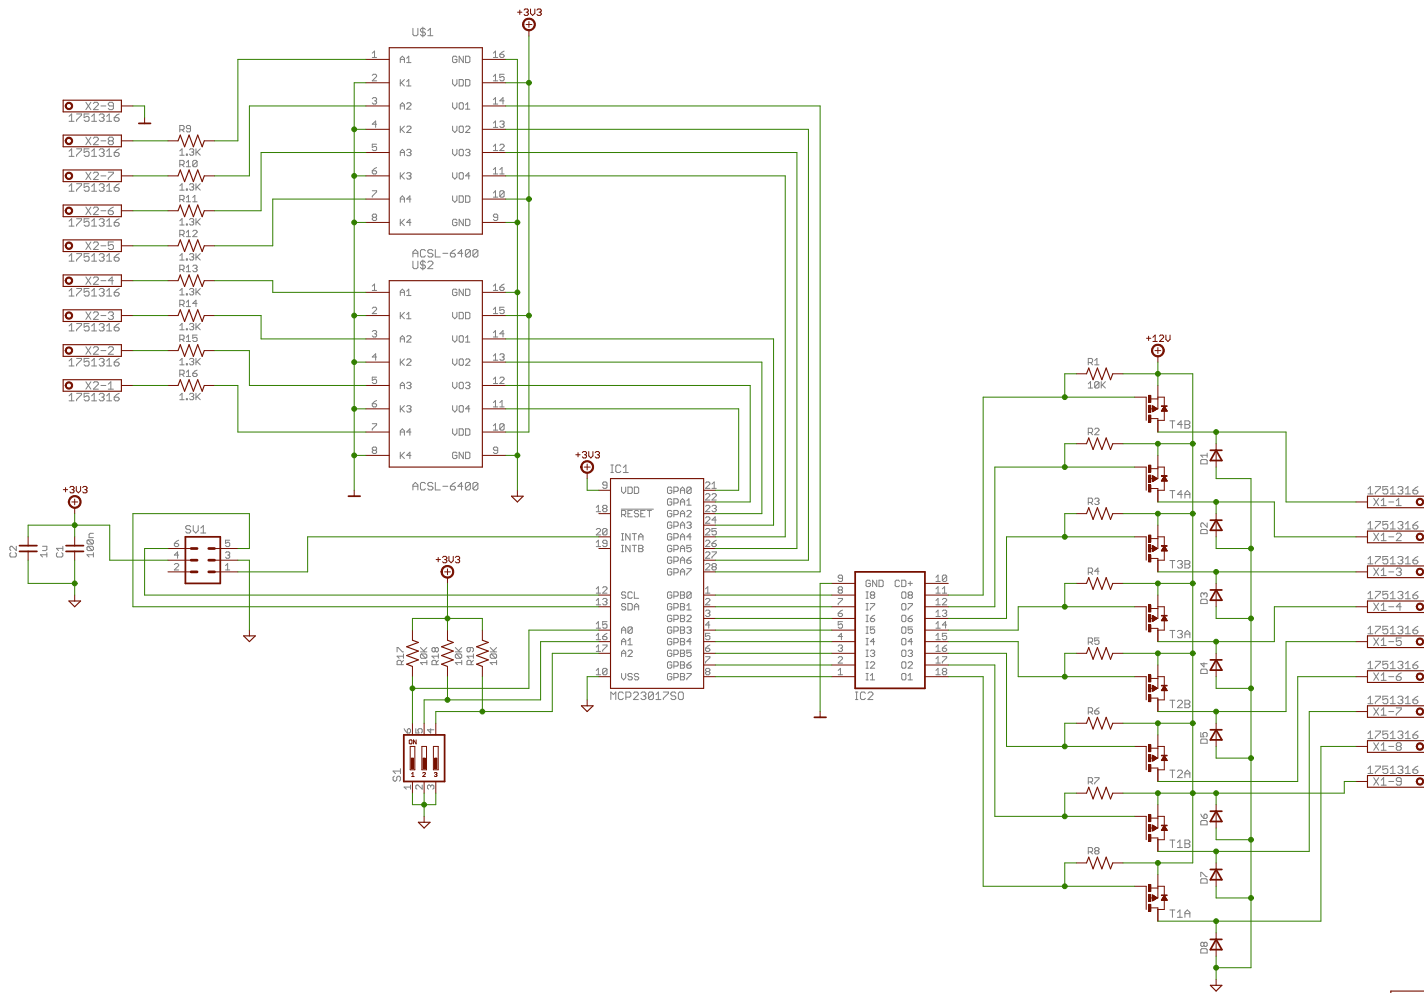 +3V3
U$1
1 A1 GND 16
2 K1 VDD 15
3 A2 VO1 14
4 K2 VO2 13
5 A3 VO3 12
6 K3 VO4 11
7 A4 VDD 10
8 K4 GND 9
ACSL-6400
U$2
1 A1 GND 16
2 K1 VDD 15
3 A2 VO1 14
4 K2 VO2 13
5 A3 VO3 12
6 K3 VO4 11
7 A4 VDD 10
8 K4 GND 9
ACSL-6400
X2-9
1751316
X2-8
1751316
R9
1.3K
X2-7
1751316
R10
1.3K
X2-6
1751316
R11
1.3K
X2-5
1751316
R12
1.3K
X2-4
1751316
R13
1.3K
X2-3
1751316
R14
1.3K
X2-2
1751316
R15
1.3K
X2-1
1751316
R16
1.3K
+3V3
C2
1u
C1
100n
SV1
6 5
4 3
2 1
+3V3
R17
10K
R18
10K
R19
10K
6 5 4
ON
1 2 3
S1
1 2 3
+3V3
IC1
9 VDD GPA0 21
GPA1 22
18 RESET GPA2 23
GPA3 24
20 INTA GPA4 25
19 INTB GPA5 26
GPA6 27
GPA7 28
12 SCL GPB0 1
13 SDA GPB1 2
GPB2 3
15 A0 GPB3 4
16 A1 GPB4 5
17 A2 GPB5 6
GPB6 7
10 VSS GPB7 8
MCP23017SO
9 GND CD+ 10
8 I8 O8 11
7 I7 O7 12
6 I6 O6 13
5 I5 O5 14
4 I4 O4 15
3 I3 O3 16
2 I2 O2 17
1 I1 O1 18
IC2
+12V
R1
10K
T4B
D1
R2
T4A
D2
R3
T3B
D3
R4
T3A
D4
R5
T2B
D5
R6
T2A
R7
D6
T1B
R8
D7
T1A
D8
1751316
X1-1
1751316
X1-2
1751316
X1-3
1751316
X1-4
1751316
X1-5
1751316
X1-6
1751316
X1-7
1751316
X1-8
1751316
X1-9